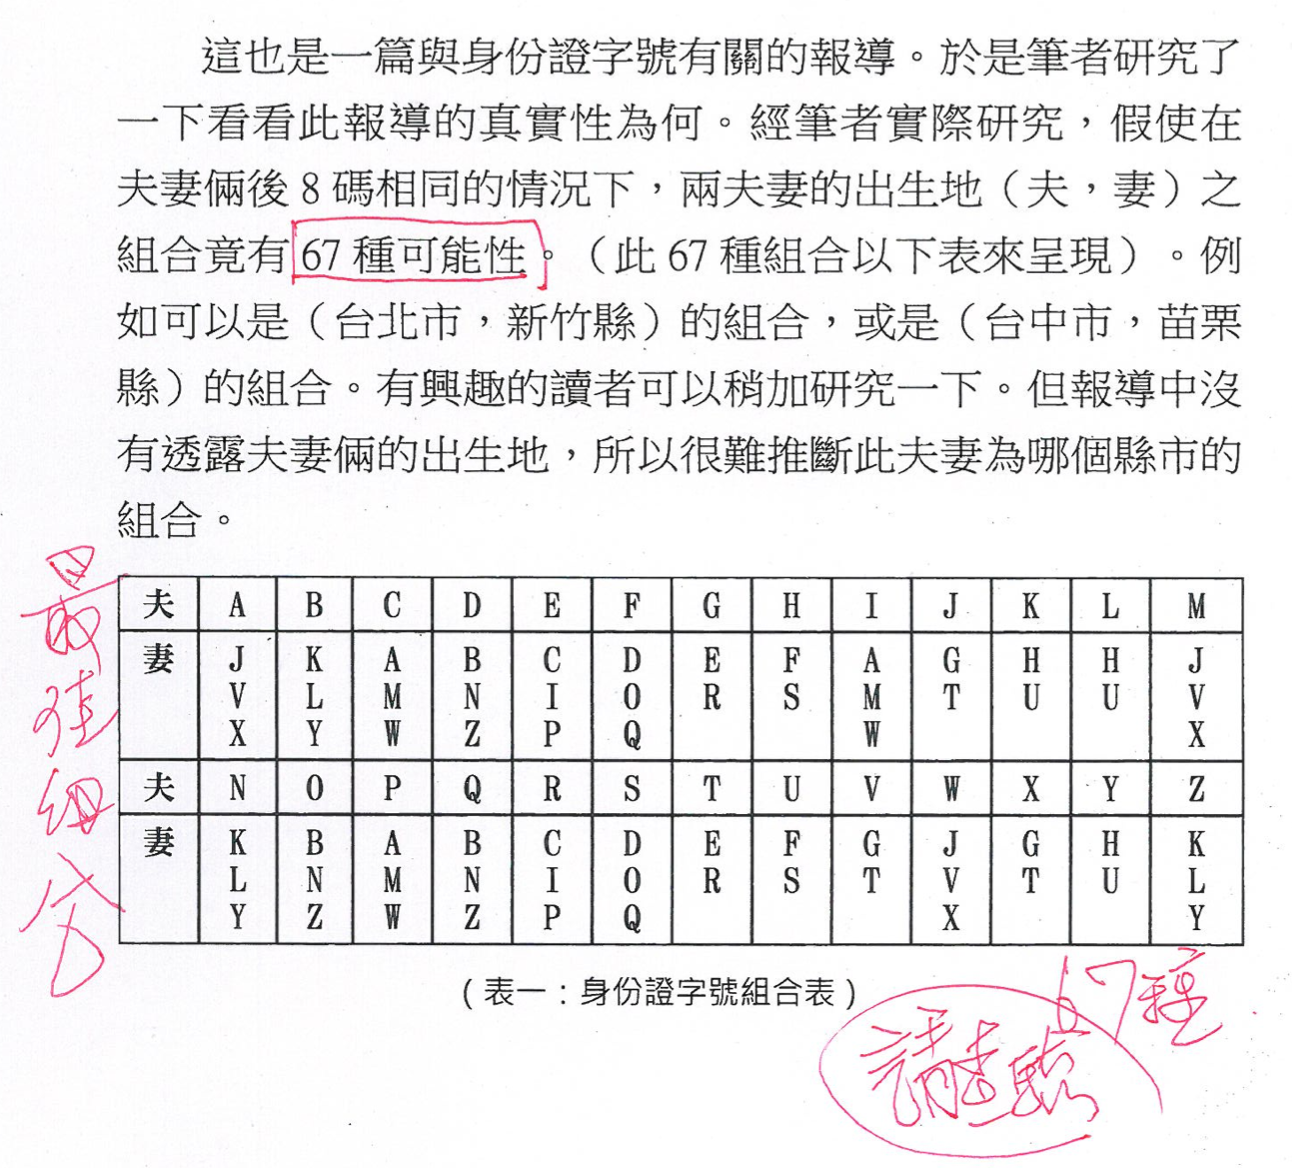 這也是一篇與身份證字號有關的報導。於是筆者研究了
一下看看此報導的真實性為何。經筆者實際研究，假使在
夫妻倆後 8 碼相同的情況下，兩夫妻的出生地（夫，妻）之
組合竟有 67 種可能性。（此 67 種組合以下表來呈現）。例
如可以是（台北市，新竹縣）的組合，或是（台中市，苗栗
縣）的組合。有興趣的讀者可以稍加研究一下。但報導中沒
有透露夫妻倆的出生地，所以很難推斷此夫妻為哪個縣市的
組合。
最佳組合
夫 A B C D E F G H I J K L M
妻 J K A B C D E F A G H H J
V L M N I O R S M T U U V
X Y W Z P Q W X
夫 N O P Q R S T U V W X Y Z
妻 K B A B C D E F G J G H K
L N M N I O R S T V T U L
Y Z W Z P Q X Y
（表一：身份證字號組合表）
67種